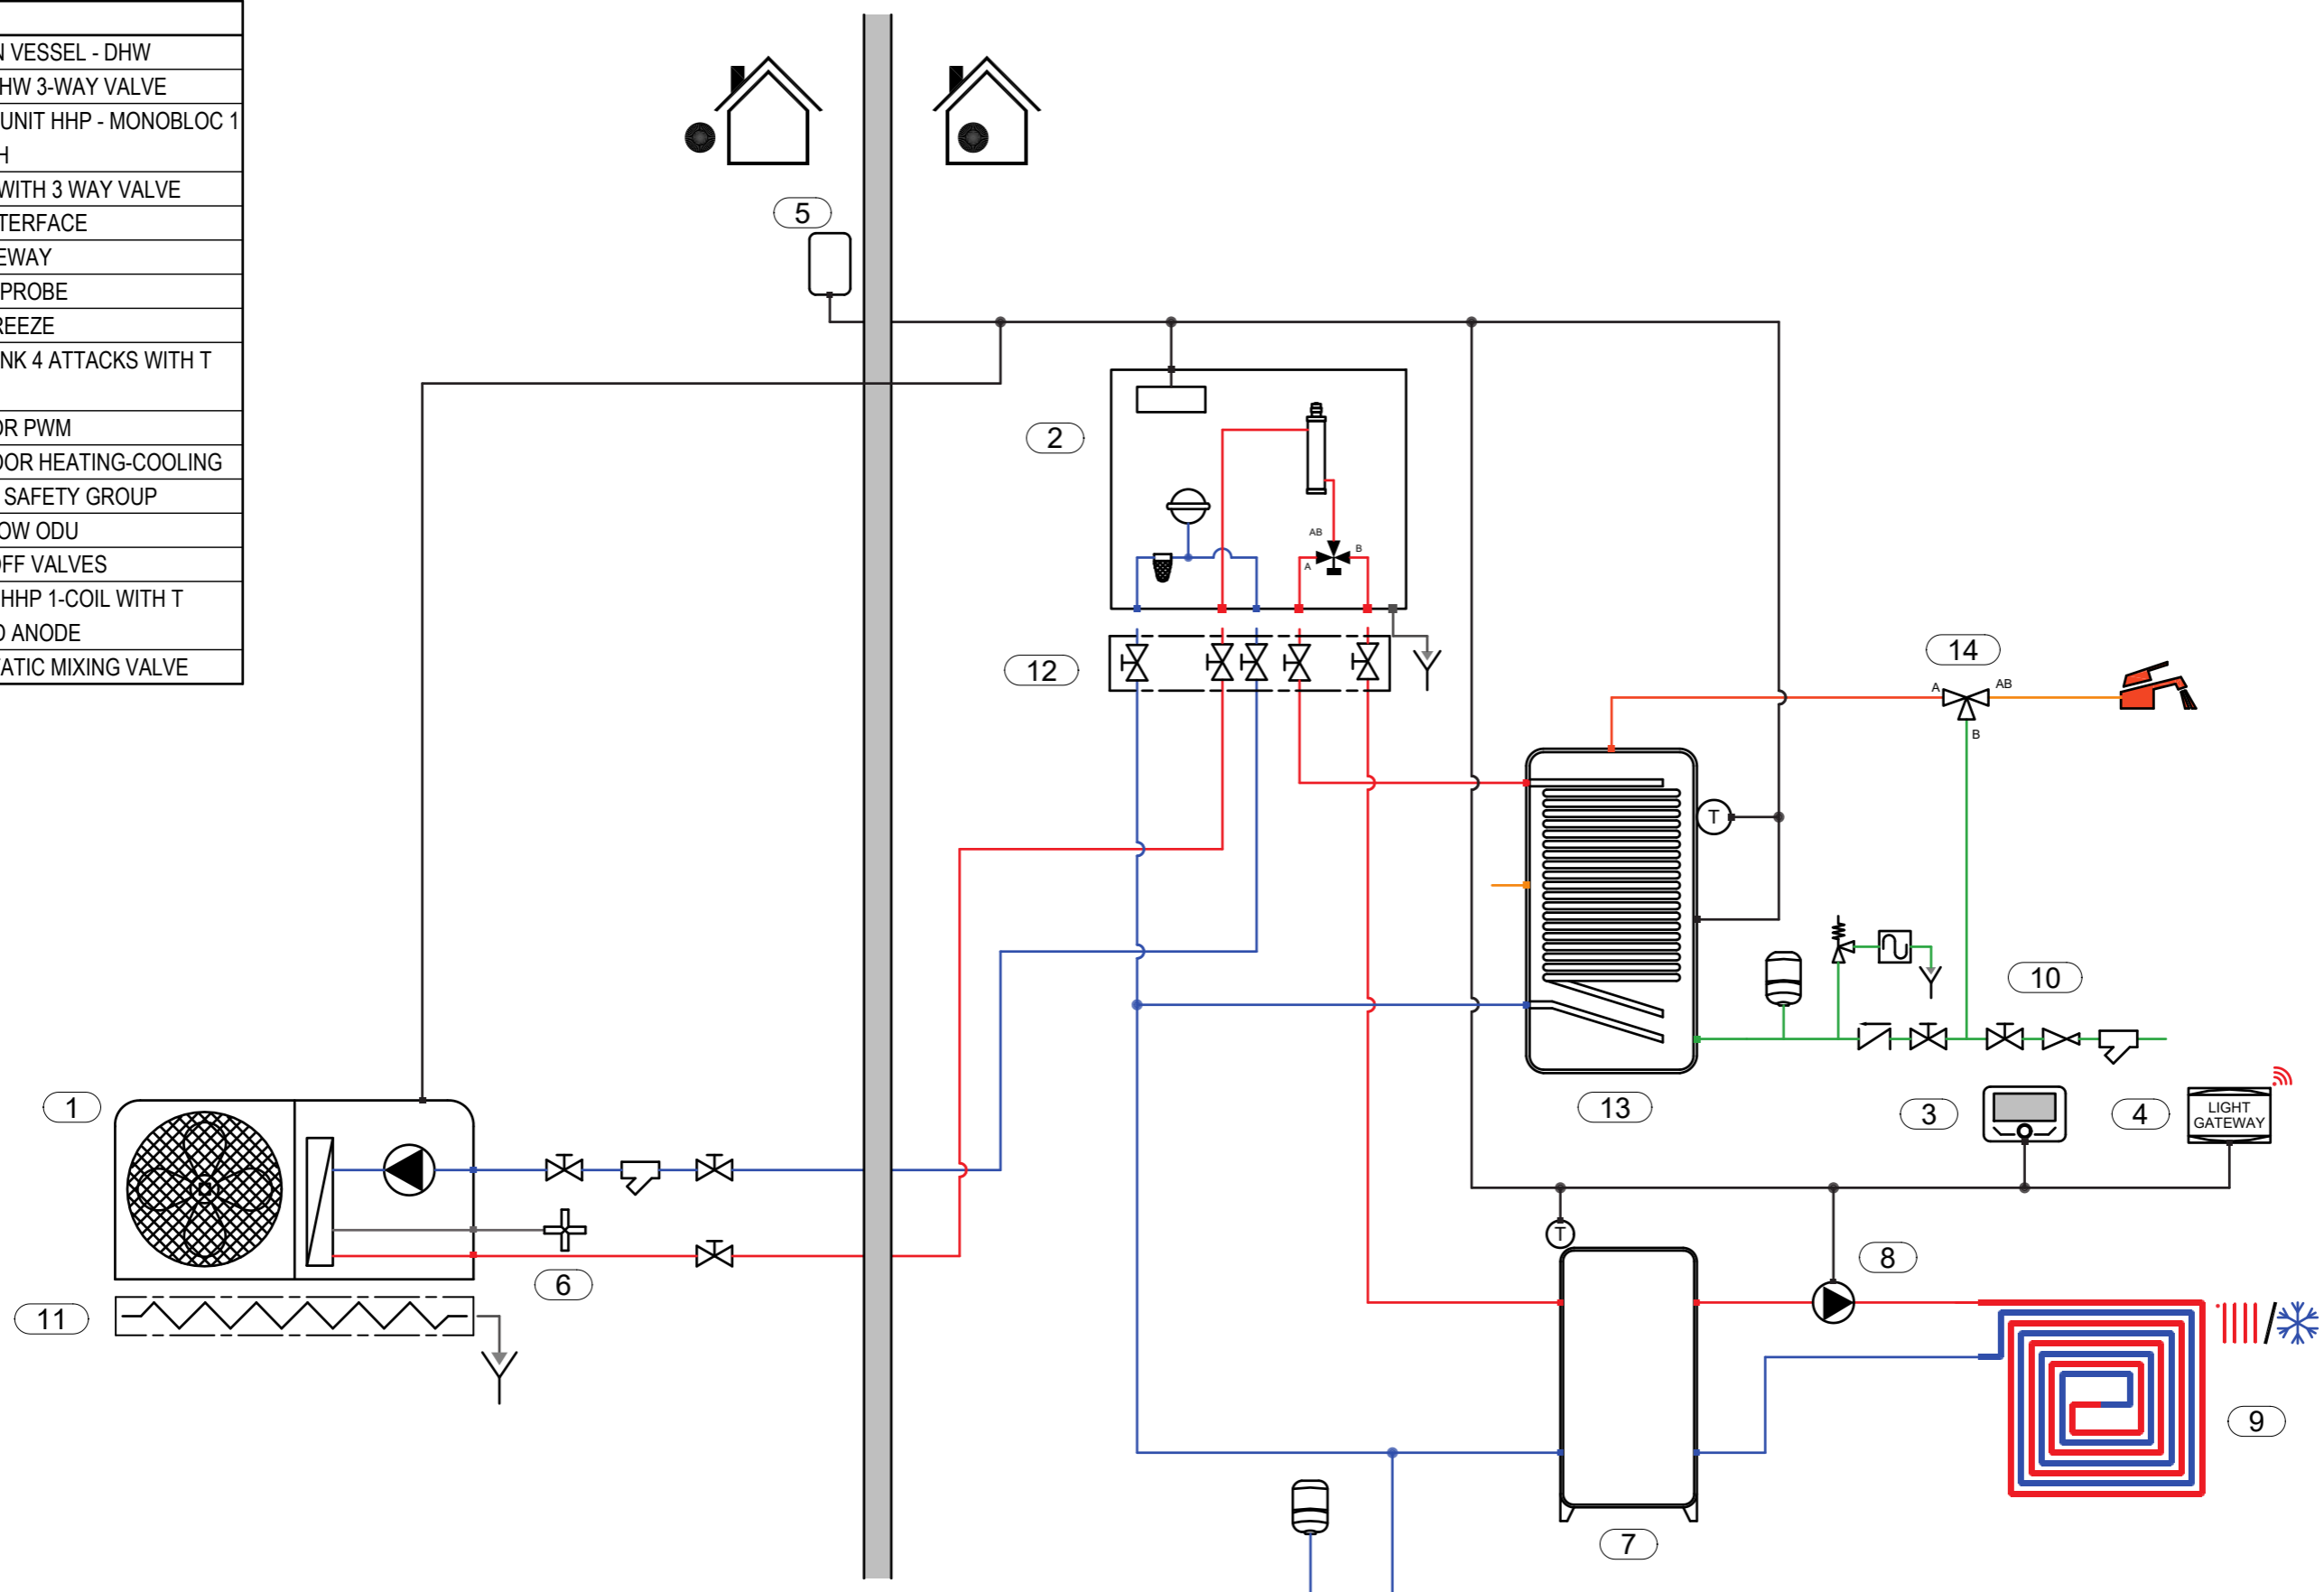 VESSEL - DHW
HW 3-WAY VALVE
UNIT HHP - MONOBLOC 1
H
WITH 3 WAY VALVE
TERFACE
EWAY
PROBE
REEZE
NK 4 ATTACKS WITH T
OR PWM
OOR HEATING-COOLING
SAFETY GROUP
OW ODU
OFF VALVES
HHP 1-COIL WITH T
ANODE
ATIC MIXING VALVE
5
2
AB
B
A
12
14
A
AB
B
T
10
1
13
3
4
LIGHT
GATEWAY
T
6
8
11
9
7